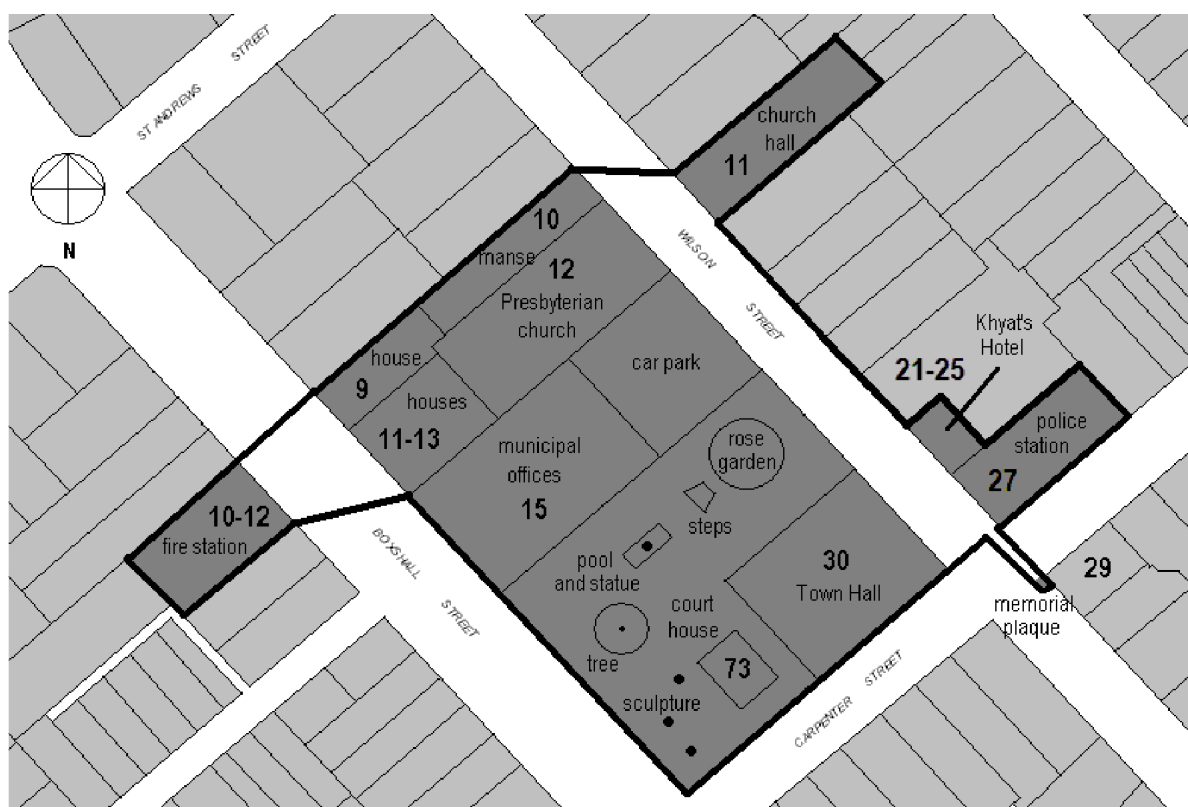 ST ANDREWS STREET
N
church
hall
11
10
manse
12
Presbyterian
church
WILSON STREET
house
9
houses
11-13
car park
Khyat's
Hotel
21-25
police
station
27
municipal
offices
15
rose
garden
steps
10-12
fire station
BOXSHALL STREET
pool
and statue
30
Town Hall
29
memorial
plaque
court
house
73
tree
sculpture
CARPENTER STREET